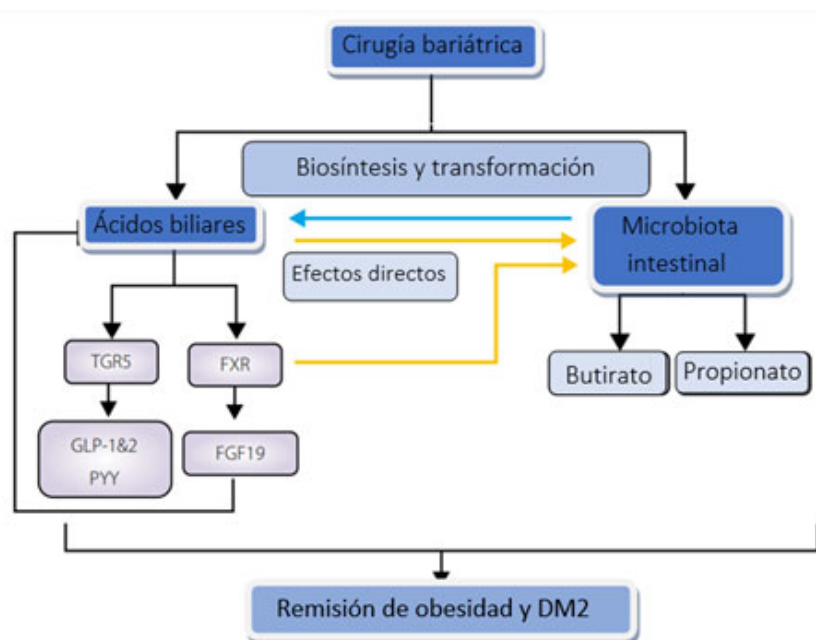 Cirugía bariátrica
Biosíntesis y transformación
Ácidos biliares
Microbiota
intestinal
Efectos directos
TGR5
FXR
Butirato
Propionato
GLP-1&2
PYY
FGF19
Remisión de obesidad y DM2